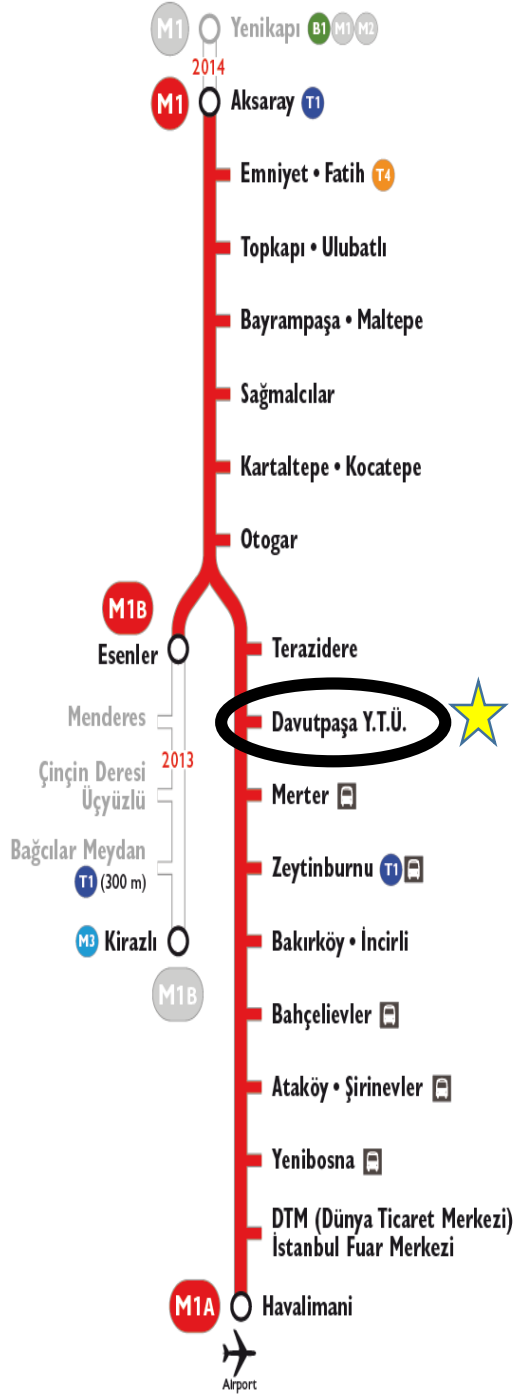 M1 Yenikapı B1 M1 M2
2014
M1 Aksaray T1
Emniyet • Fatih T4
Topkapı • Ulubatlı
Bayrampaşa • Maltepe
Sağmalcılar
Kartaltepe • Kocatepe
Otogar
M1B
Esenler
Terazidere
Menderes
Davutpaşa Y.T.Ü.
2013
Çinçin Deresi
Üçyüzlü
Merter
Bağcılar Meydan
T1 (300 m)
Zeytinburnu T1
M3 Kirazlı
Bakırköy • İncirli
M1B
Bahçelievler
Ataköy • Şirinevler
Yenibosna
DTM (Dünya Ticaret Merkezi)
İstanbul Fuar Merkezi
M1A Havalimani
Airport